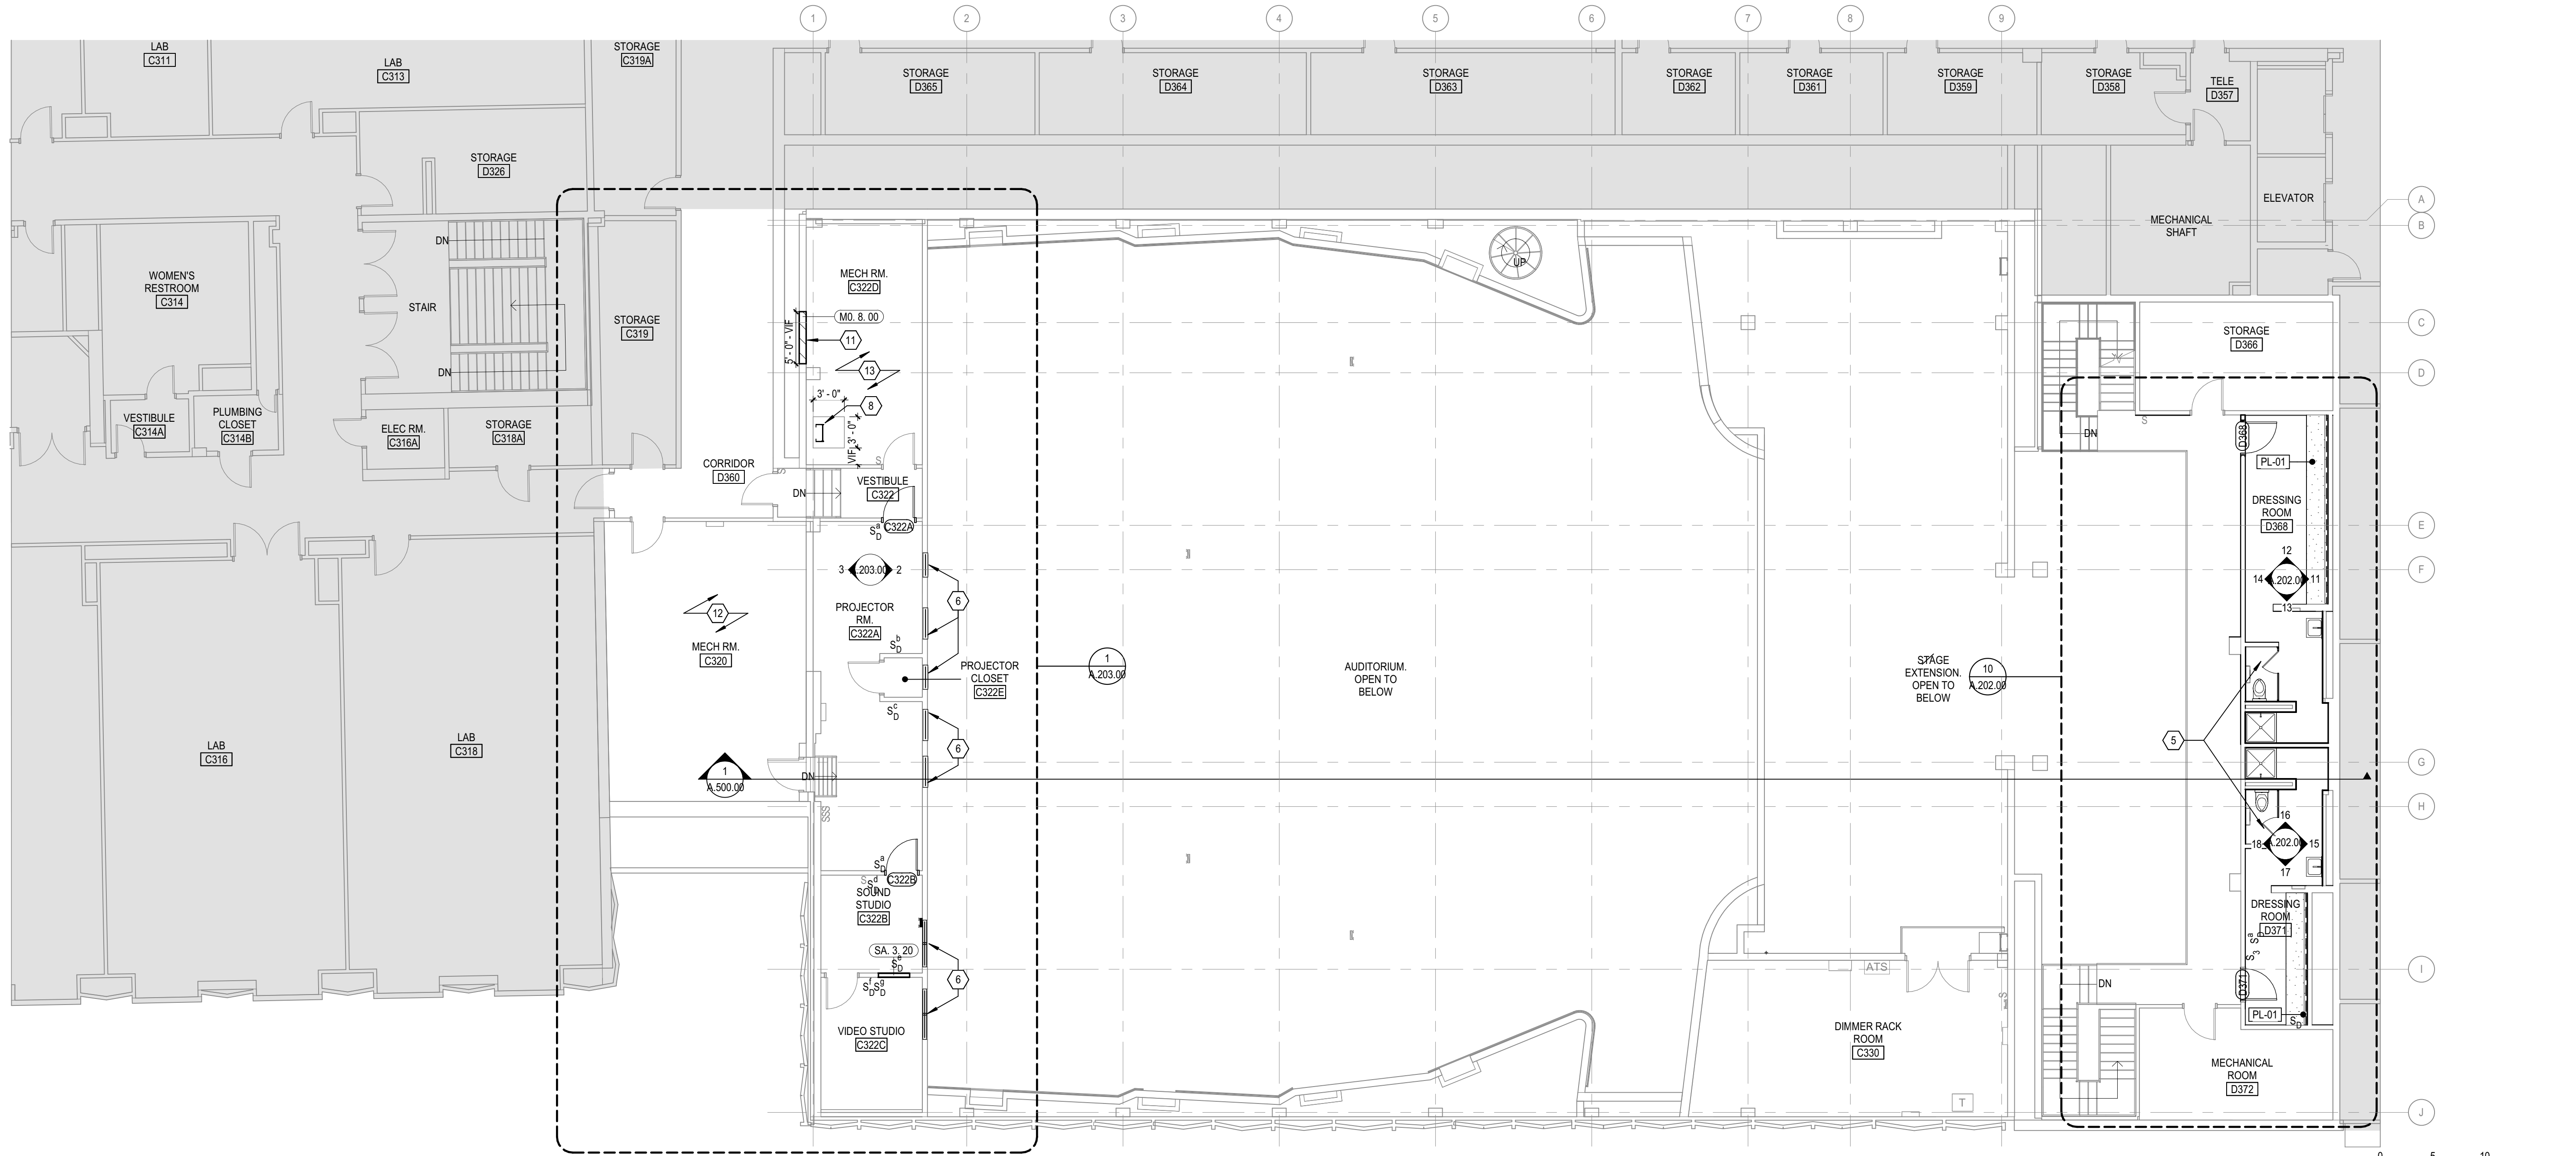 1
2
3
4
5
6
7
8
9
LAB
C311
LAB
C313
STORAGE
C319A
STORAGE
D365
STORAGE
D364
STORAGE
D363
STORAGE
D362
STORAGE
D361
STORAGE
D359
STORAGE
D358
TELE
D357
STORAGE
D326
ELEVATOR
A
B
MECHANICAL
SHAFT
DN
WOMEN'S
RESTROOM
C314
STAIR
DN
STORAGE
C319
MECH RM.
C322D
M0. 8. 00
5' - 0" - VIF
11
13
3' - 0"
8
VIF 3' - 0"
S
UP
C
D
STORAGE
D366
VESTIBULE
C314A
PLUMBING
CLOSET
C314B
ELEC RM.
C316A
STORAGE
C318A
CORRIDOR
D360
S
DN
VESTIBULE
C322
S D a
C322A
DN
S
D368
PL-01
DRESSING
ROOM
D368
E
F
12
14 A.202.00 11
13
3 A.203.00 2
6
PROJECTOR
RM.
C322A
S D b
12
MECH RM.
C320
PROJECTOR
CLOSET
C322E
S D c
1
A.203.00
AUDITORIUM.
OPEN TO
BELOW
STAGE
EXTENSION.
OPEN TO
BELOW
10
A.202.00
5
6
LAB
C316
LAB
C318
1
A.500.00
DN
G
H
SSS
S D a
C322B
S
S D d
SOUND
STUDIO
C322B
SA. 3. 20
S D e
6
S D f S D g
VIDEO STUDIO
C322C
16
18 A.202.00 15
17
DRESSING
ROOM
D371
S D a
S 3
D371
PL-01
S D
I
DN
ATS
S
DIMMER RACK
ROOM
C330
T
MECHANICAL
ROOM
D372
J
0 5 10